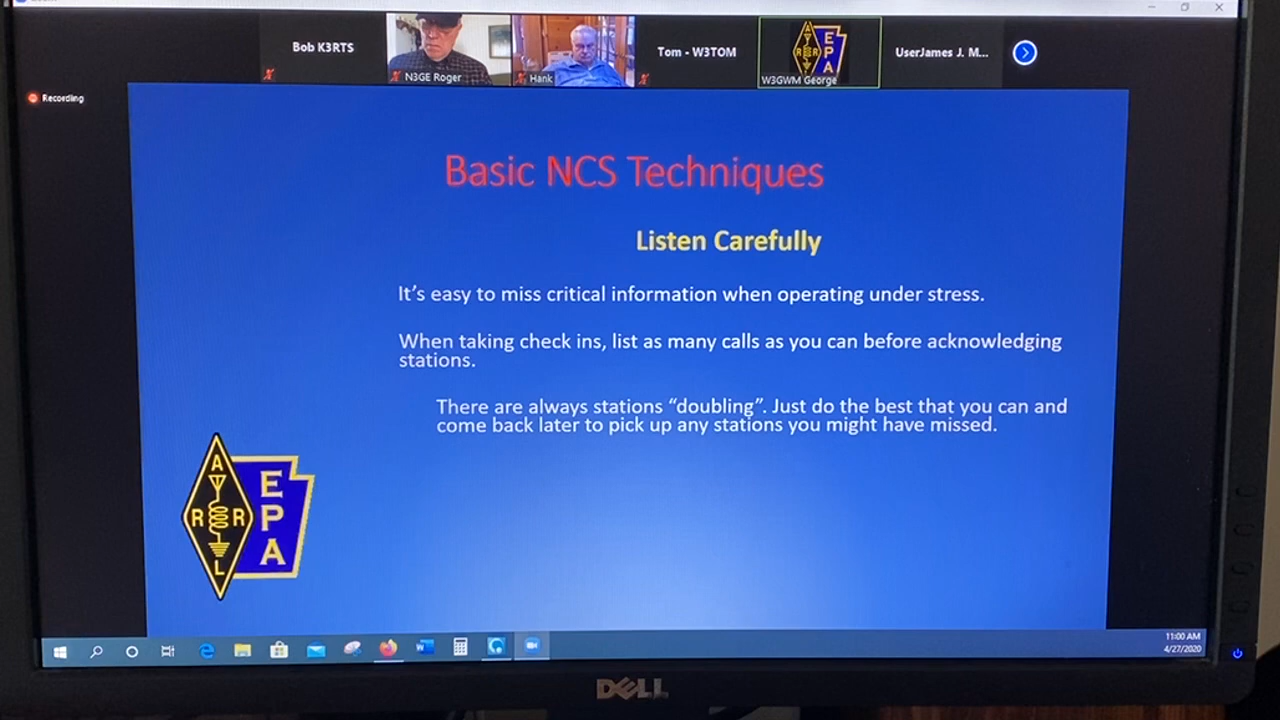 Bob K3RTS
N3GE Roger
Hank
Tom - W3TOM
A
R R
L
E
P
A
W3GWM George
UserJames J. M...
Recording
Basic NCS Techniques
Listen Carefully
It's easy to miss critical information when operating under stress.
When taking check ins, list as many calls as you can before acknowledging
stations.
There are always stations “doubling”. Just do the best that you can and
come back later to pick up any stations you might have missed.
A
R R
L
E
P
A
11:00 AM
4/27/2020
DELL